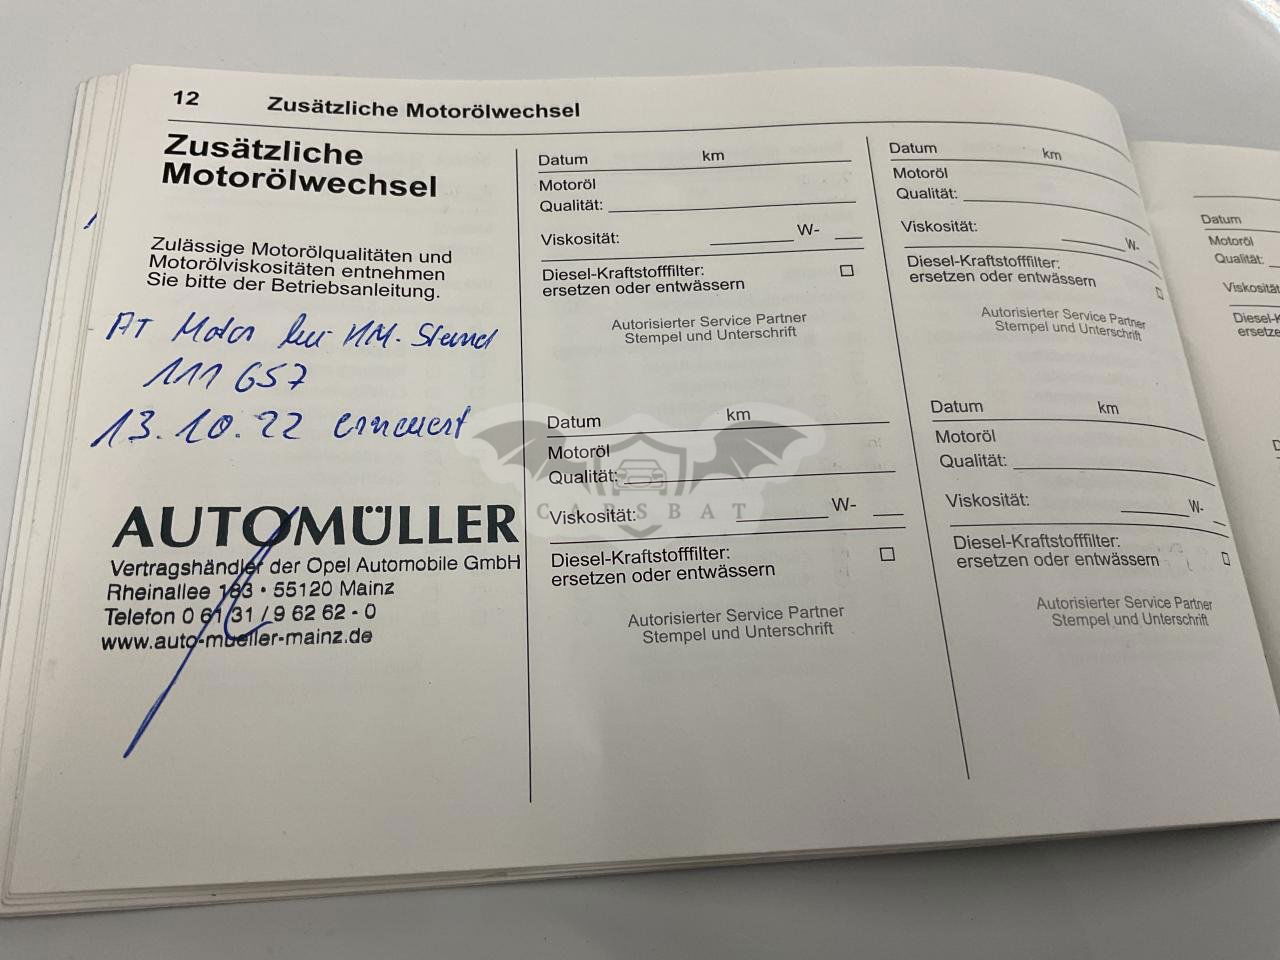 12 Zusätzliche Motorölwechsel
Zusätzliche
Motorölwechsel
Zulässige Motorölqualitäten und
Motorölviskositäten entnehmen
Sie bitte der Betriebsanleitung.
AT Motor bei KM-Stand
111 657
13.10.22 erneuert
AUTOMÜLLER
Vertragshändler der Opel Automobile GmbH
Rheinallee 183 · 55120 Mainz
Telefon 0 61 31 / 9 62 62 - 0
www.auto-mueller-mainz.de
Datum km
Motoröl
Qualität:
Viskosität: W-
Diesel-Kraftstofffilter:
ersetzen oder entwässern
Autorisierter Service Partner
Stempel und Unterschrift
Datum km
Motoröl
Qualität:
Viskosität: W-
Diesel-Kraftstofffilter:
ersetzen oder entwässern
Autorisierter Service Partner
Stempel und Unterschrift
Datum km
Motoröl
Qualität:
Viskosität: W-
Diesel-Kraftstofffilter:
ersetzen oder entwässern
Autorisierter Service Partner
Stempel und Unterschrift
Datum km
Motoröl
Qualität:
Viskosität: W-
Diesel-Kraftstofffilter:
ersetzen oder entwässern
Autorisierter Service Partner
Stempel und Unterschrift
Datum
Motoröl
Qualität:
Viskosität
CARSBAT